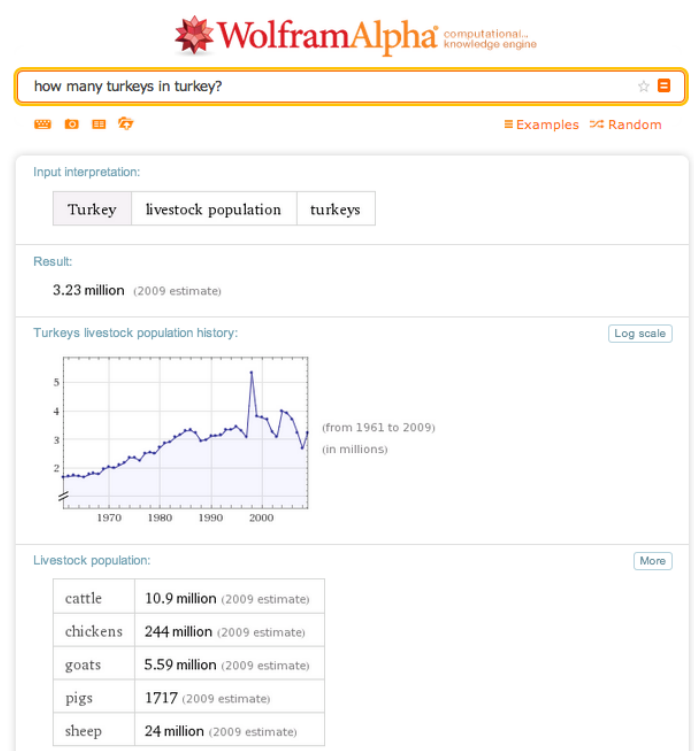 WolframAlpha computational...
knowledge engine
how many turkeys in turkey?
Examples Random
Input interpretation:
Turkey livestock population turkeys
Result:
3.23 million (2009 estimate)
Turkeys livestock population history: Log scale
5
4
3
2
1970 1980 1990 2000
(from 1961 to 2009)
(in millions)
Livestock population: More
cattle 10.9 million (2009 estimate)
chickens 244 million (2009 estimate)
goats 5.59 million (2009 estimate)
pigs 1717 (2009 estimate)
sheep 24 million (2009 estimate)